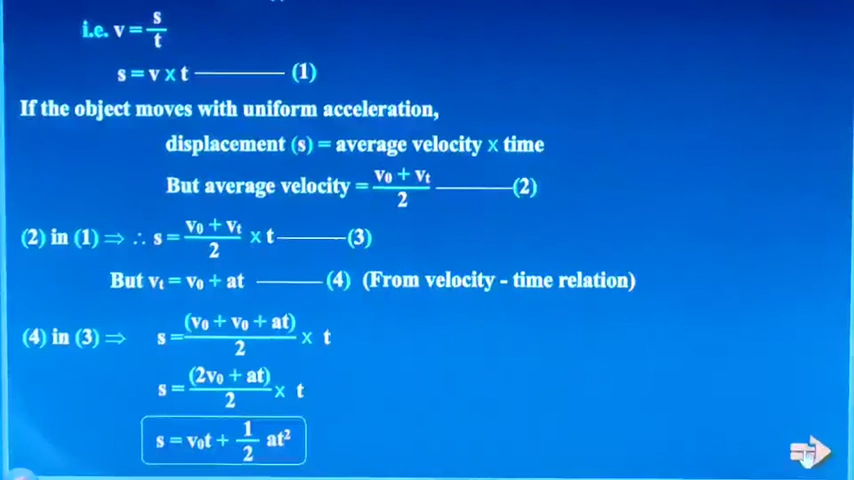 i.e. v = s/t
s = v x t ———— (1)
If the object moves with uniform acceleration,
displacement (s) = average velocity x time
But average velocity = (v₀ + vₜ)/2 ———— (2)
(2) in (1) ⇒ ∴ s = (v₀ + vₜ)/2 x t ———— (3)
But vₜ = v₀ + at ———— (4) (From velocity - time relation)
(4) in (3) ⇒ s = (v₀ + v₀ + at)/2 x t
s = (2v₀ + at)/2 x t
s = v₀t + 1/2 at²